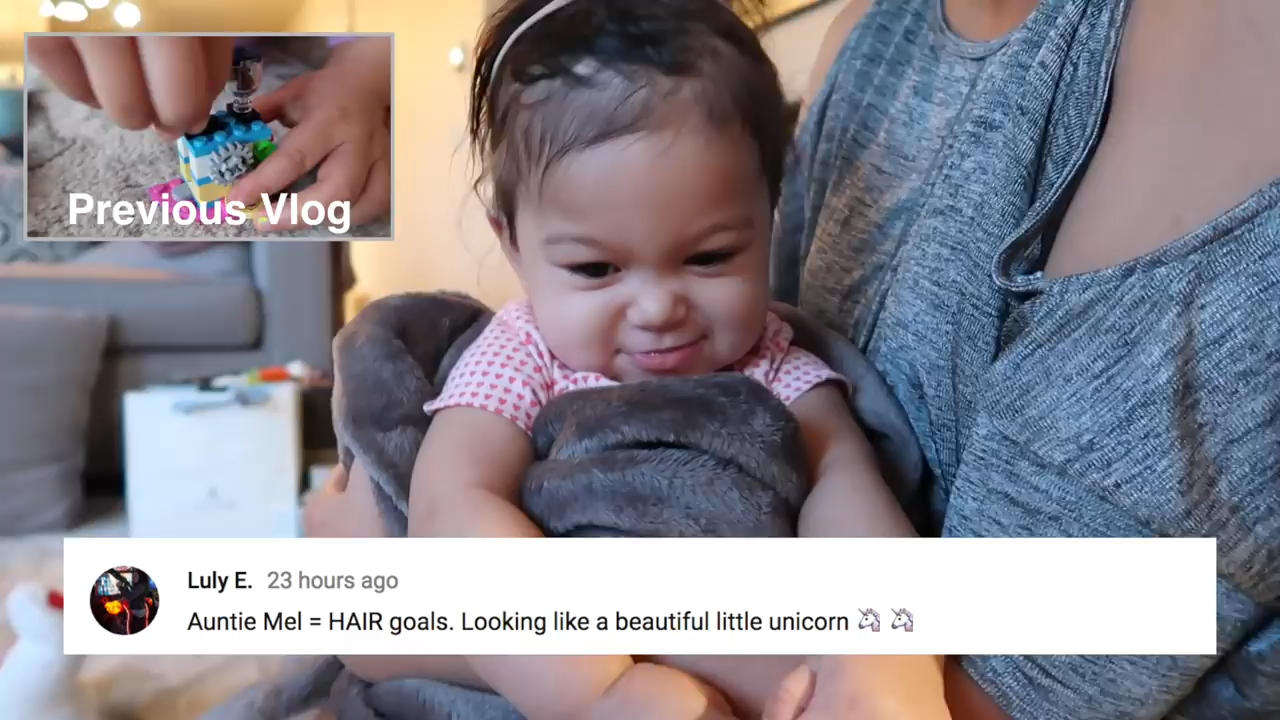 Previous Vlog
Luly E. 23 hours ago
Auntie Mel = HAIR goals. Looking like a beautiful little unicorn 🦄 🦄